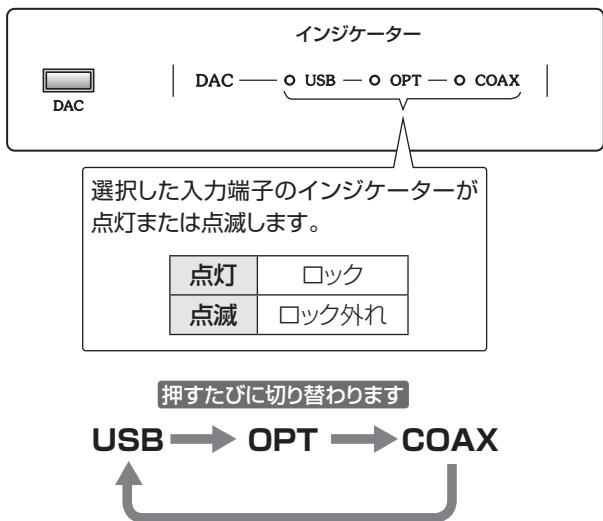 インジケーター
DAC USB OPT COAX
DAC
選択した入力端子のインジケーターが
点灯または点滅します。
点灯 ロック
点滅 ロック外れ
押すたびに切り替わります
USB OPT COAX